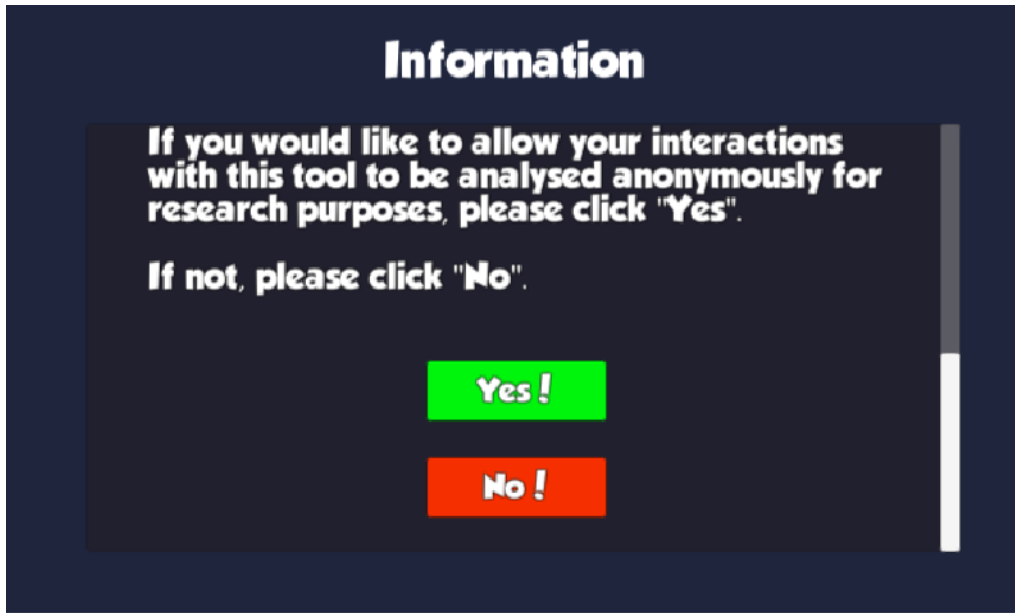 Information
If you would like to allow your interactions
with this tool to be analysed anonymously for
research purposes, please click "Yes".
If not, please click "No".
Yes!
No!